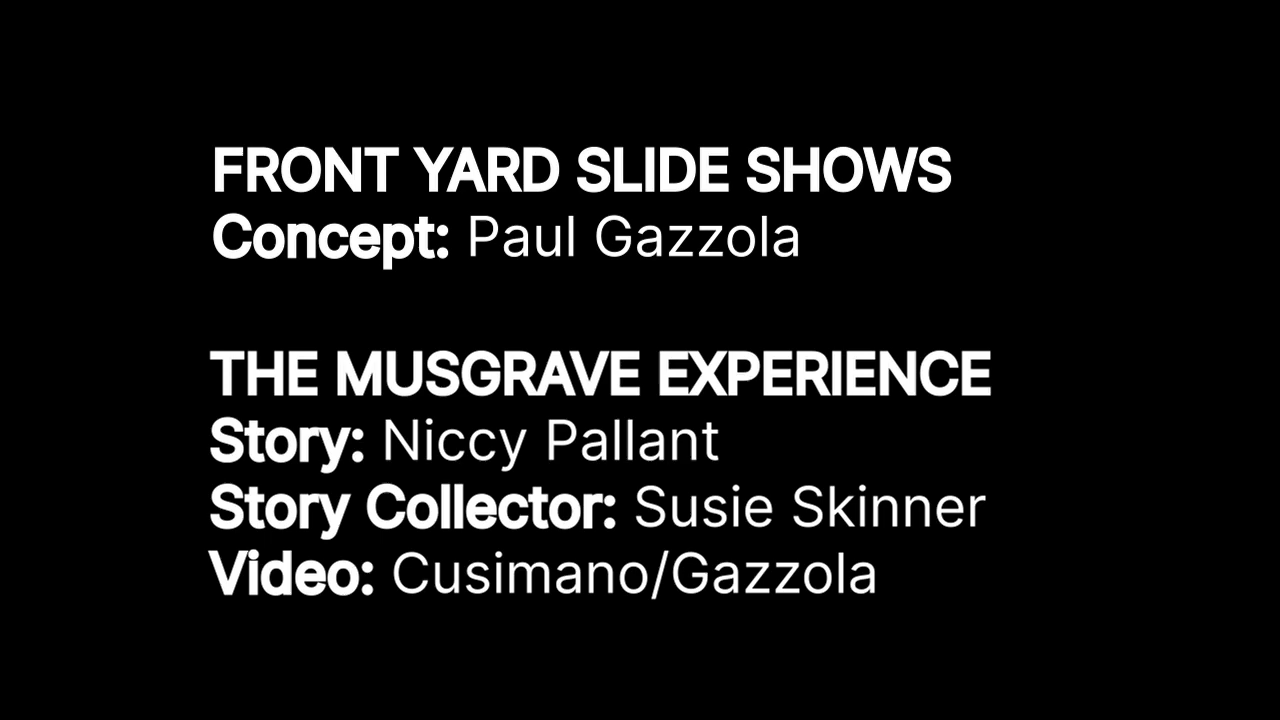 FRONT YARD SLIDE SHOWS
Concept: Paul Gazzola
THE MUSGRAVE EXPERIENCE
Story: Niccy Pallant
Story Collector: Susie Skinner
Video: Cusimano/Gazzola